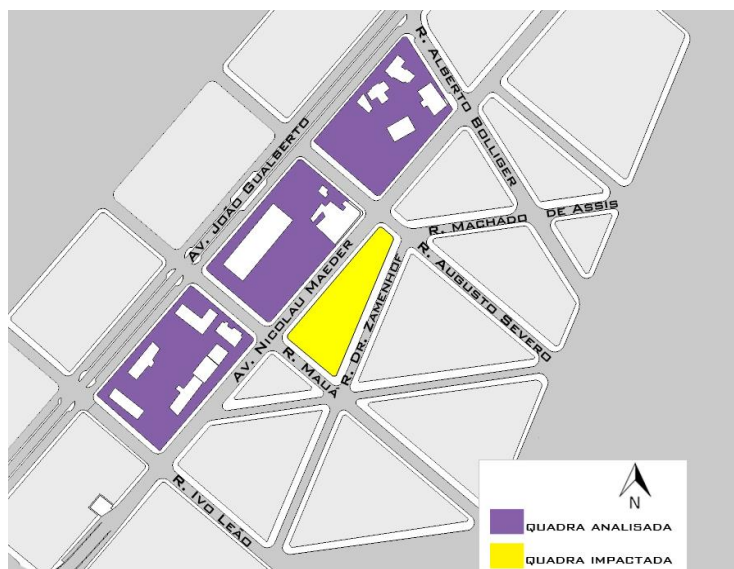 R. ALBERTO BOLLIGER
AV. JOÃO GUALBERTO
R. MACHADO DE ASSIS
AV. NICOLAU MAEDER
R. DR. ZAMENHOF
R. AUGUSTO SEVERO
R. MAUÁ
R. IVO LEÃO
N
QUADRA ANALISADA
QUADRA IMPACTADA